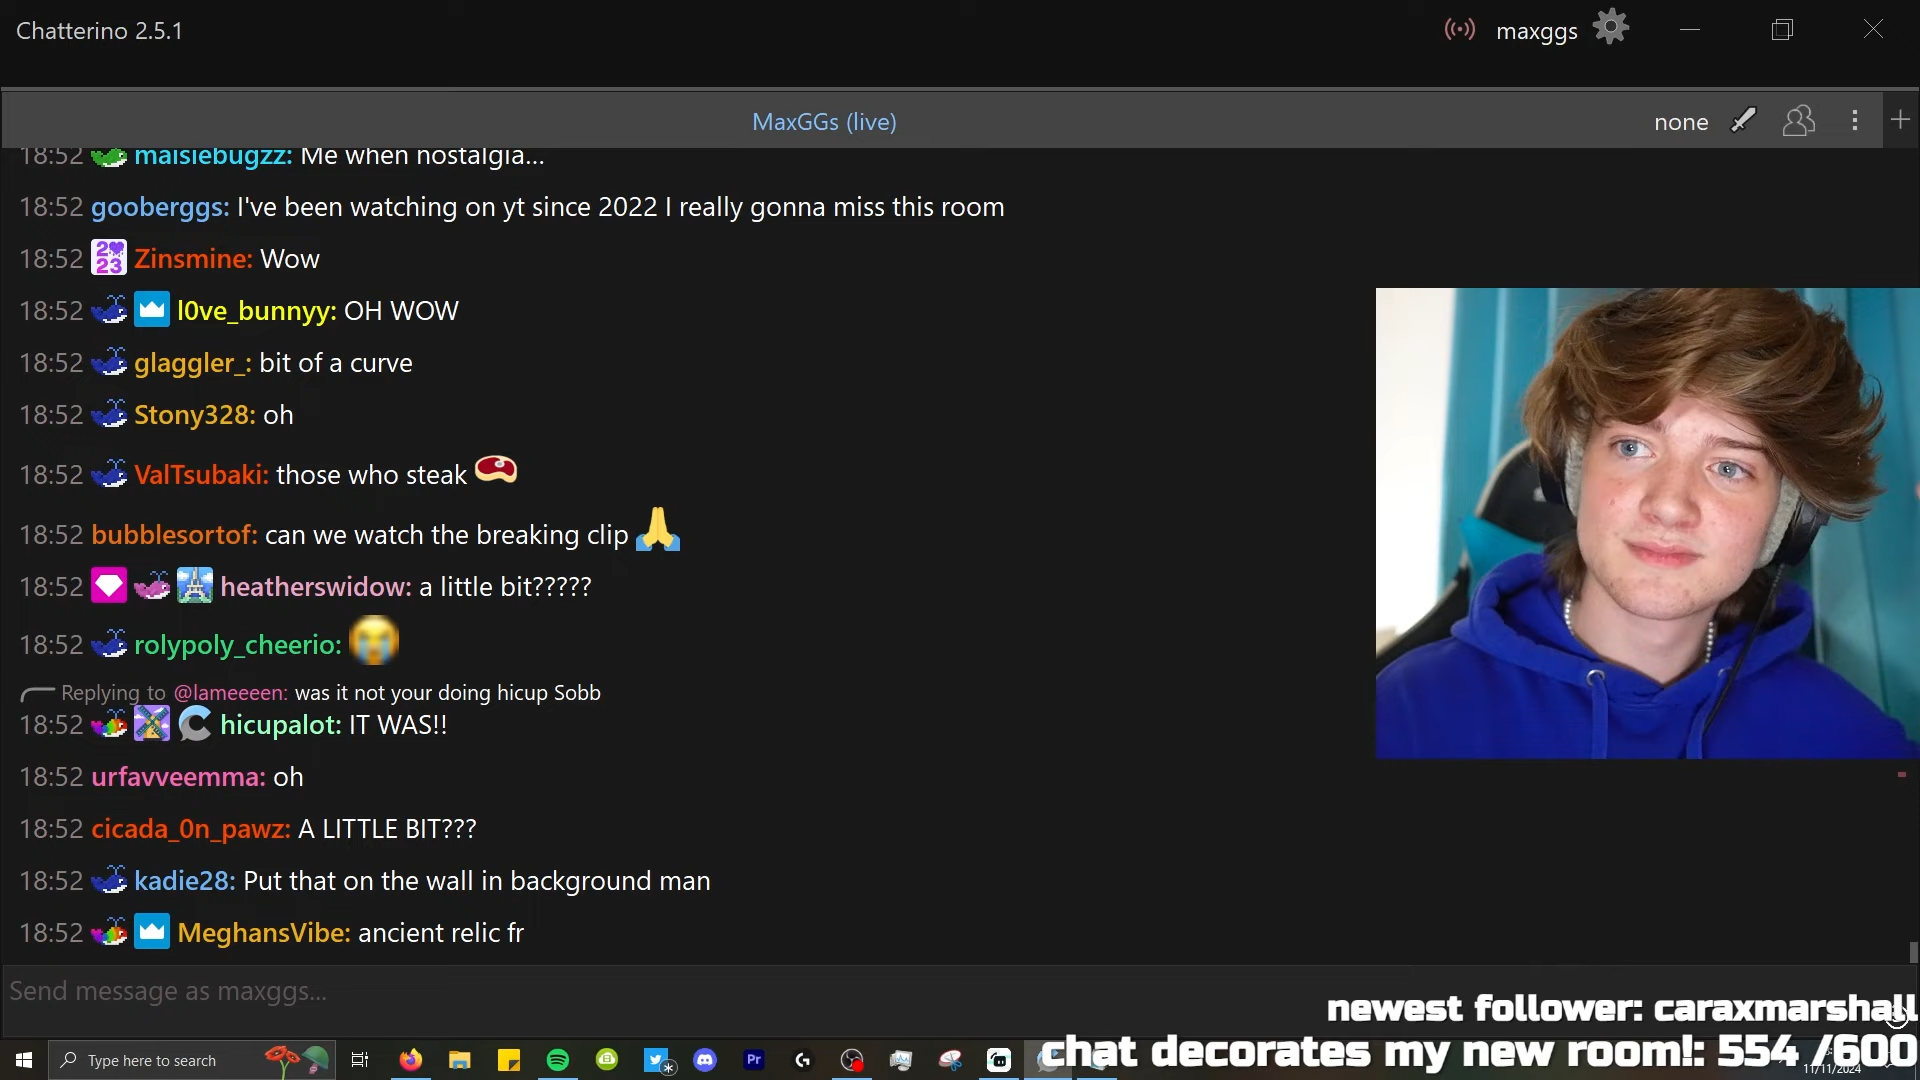 Chatterino 2.5.1
maxggs
MaxGGs (live)
none
18:52 maisiebugzz: Me when nostalgia...
18:52 gooberggs: I've been watching on yt since 2022 I really gonna miss this room
18:52 2023 Zinsmine: Wow
18:52 l0ve_bunnyy: OH WOW
18:52 glaggler_: bit of a curve
18:52 Stony328: oh
18:52 ValTsubaki: those who steak
18:52 bubblesortof: can we watch the breaking clip
18:52 heatherswidow: a little bit?????
18:52 rolypoly_cheerio:
Replying to @lameeeen: was it not your doing hicup Sobb
18:52 hicupalot: IT WAS!!
18:52 urfavveemma: oh
18:52 cicada_0n_pawz: A LITTLE BIT???
18:52 kadie28: Put that on the wall in background man
18:52 MeghansVibe: ancient relic fr
Send message as maxggs...
newest follower: caraxmarshall
chat decorates my new room!: 554 /600
Type here to search
Pr
11/11/2024